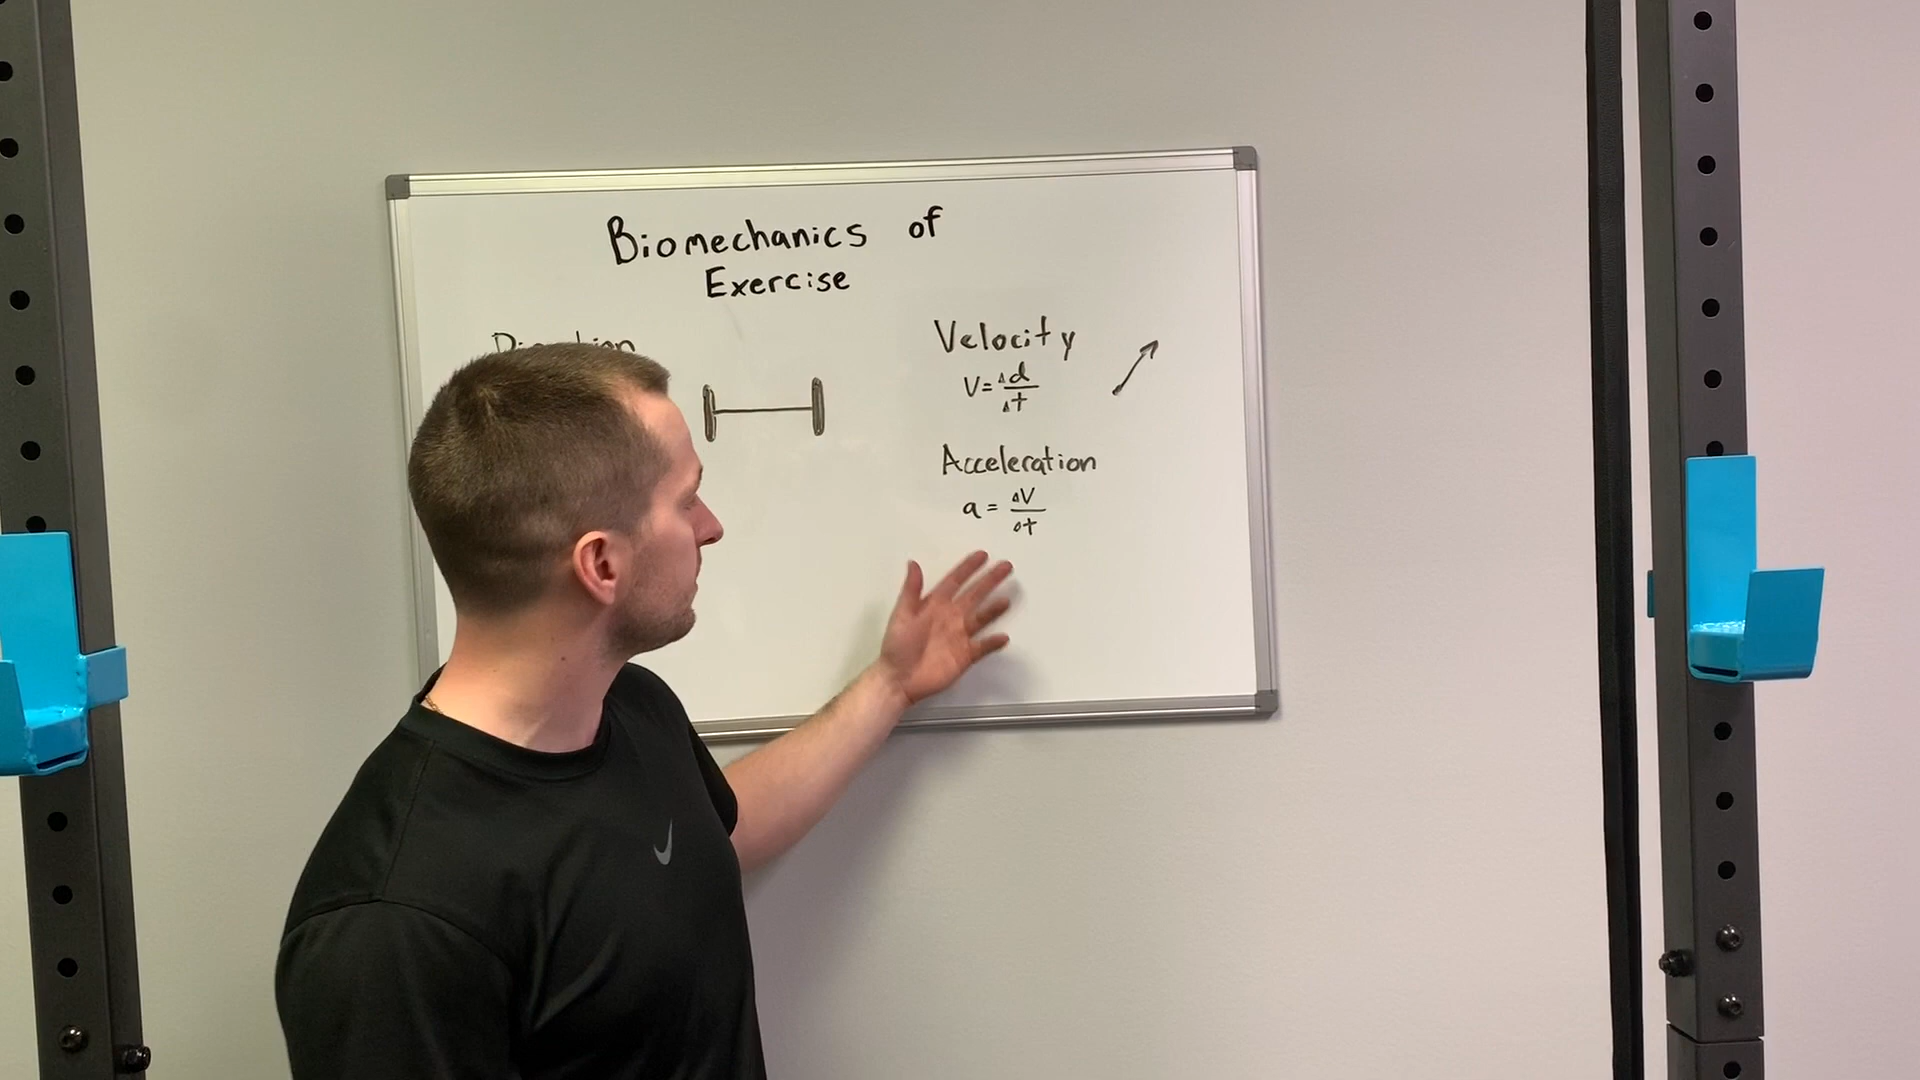 Biomechanics of
Exercise
Velocity
V = Δd / Δt
Acceleration
a = ΔV / Δt